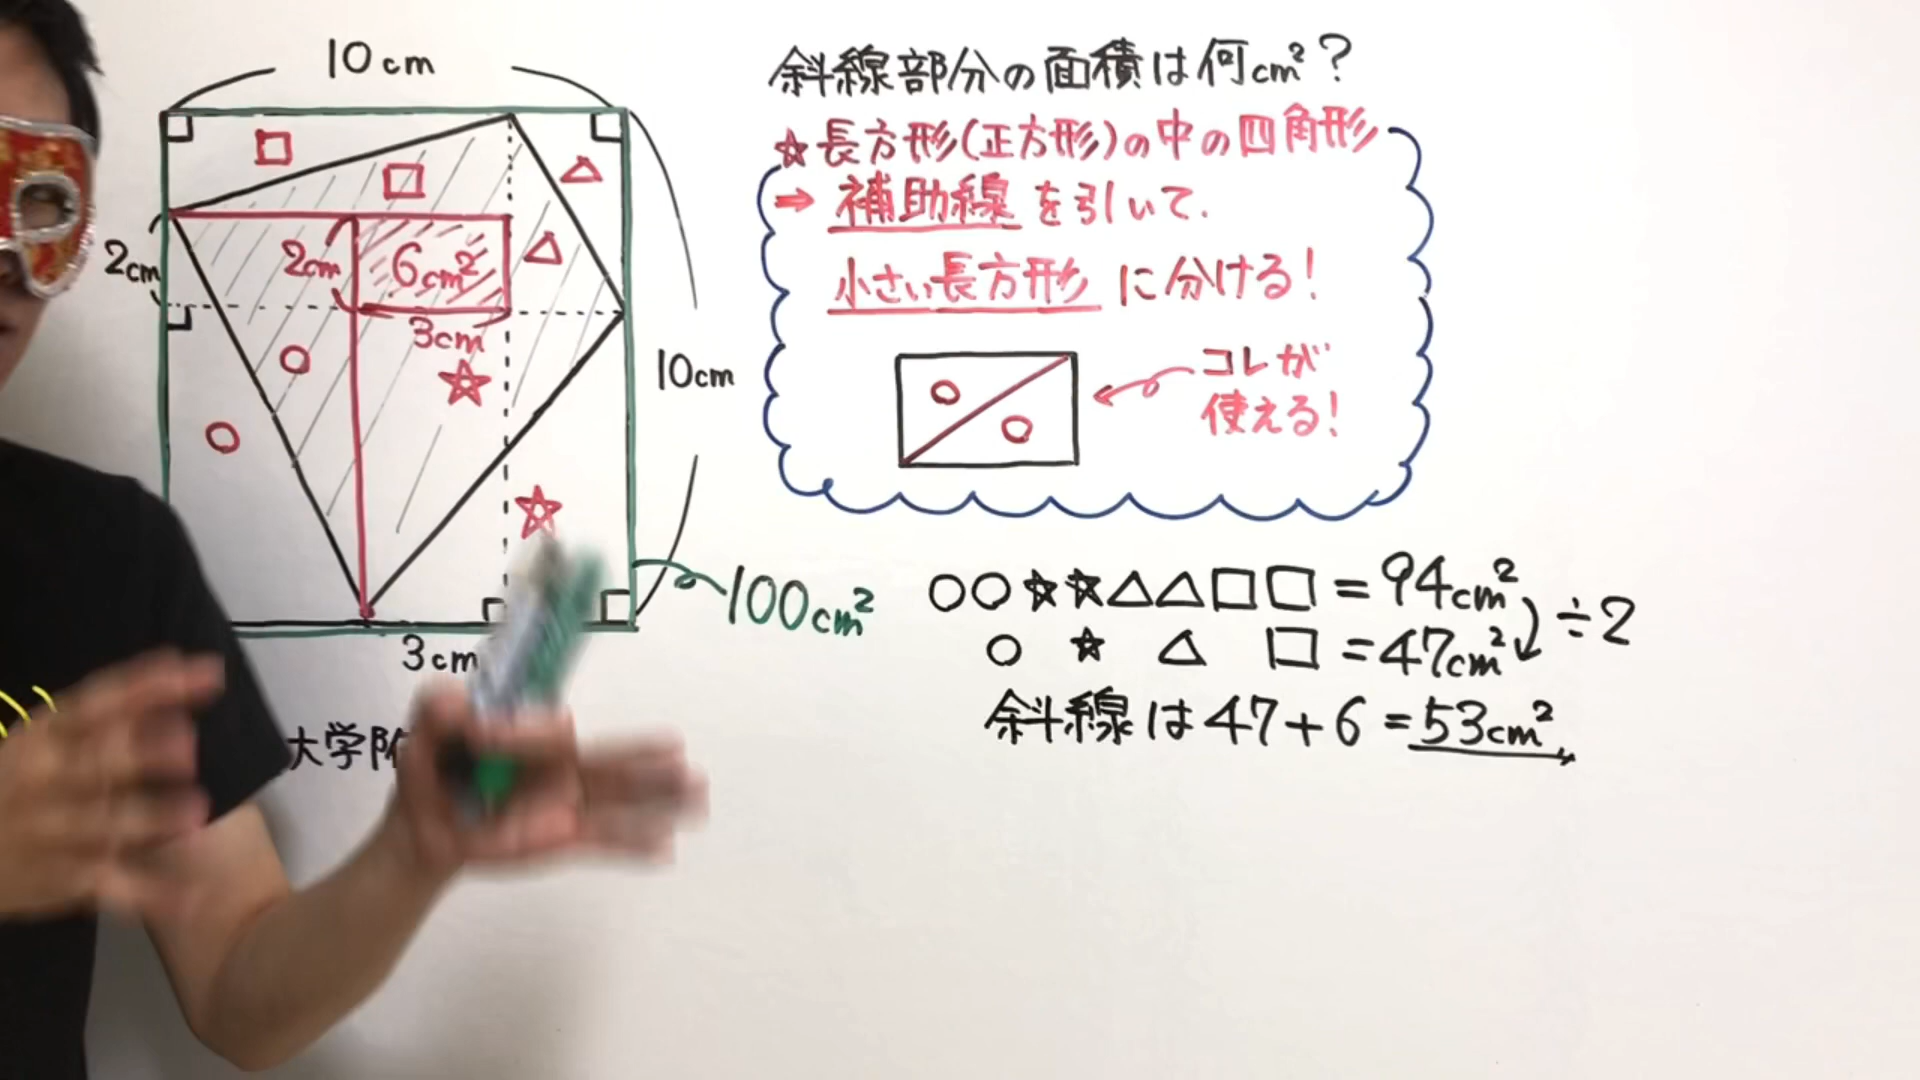 10cm
斜線部分の面積は何cm²?
☆長方形(正方形)の中の四角形
→ 補助線を引いて、
小さい長方形に分ける!
コレが
使える!
2cm
2cm
6cm²
3cm
10cm
100cm²
3cm
○○☆☆△△□□=94cm²
÷2
○ ☆ △ □=47cm²
斜線は47+6=53cm²
大学附